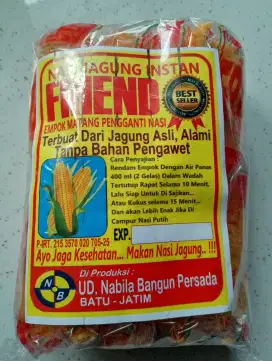 NASI JAGUNG INSTAN
FRIEND
BEST
SELLER
EMPOK MATANG PENGGANTI NASI
Terbuat Dari Jagung Asli, Alami
Tanpa Bahan Pengawet
Cara Penyajian :
Rendam Empok Dengan Air Panas
400 ml (2 Gelas) Dalam Wadah
Tertutup Rapat Selama 10 Menit,
Lalu Siap Untuk Di Sajikan...
Atau Kukus selama 15 Menit...
Dan akan Lebih Enak Jika Di
Campur Nasi Putih
EXP.
P-IRT. 215 3570 020 705-25
Ayo Jaga Kesehatan... Makan Nasi Jagung..!!!
Di Produksi :
UD. Nabila Bangun Persada
BATU - JATIM
N B